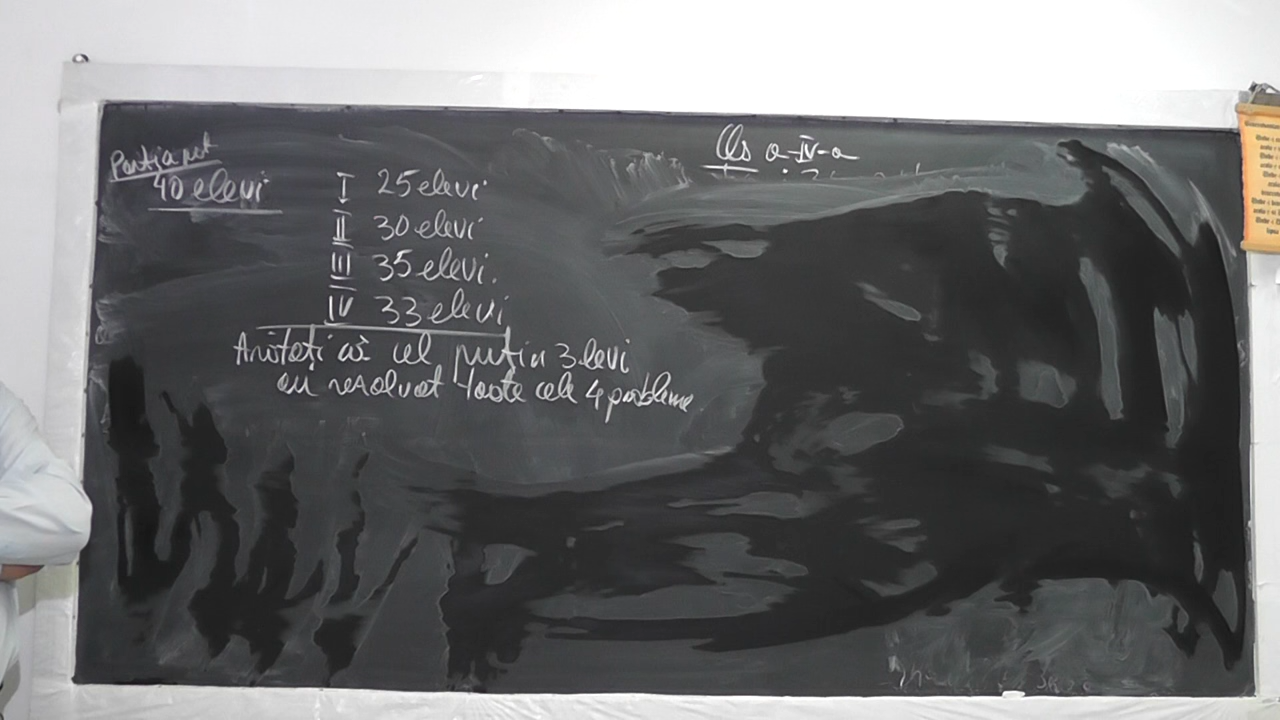 Participă
40 elevi
I 25 elevi
II 30 elevi
III 35 elevi.
IV 33 elevi
Arătați că cel puțin 3 elevi
au rezolvat toate cele 4 probleme
Cls a-IV-a